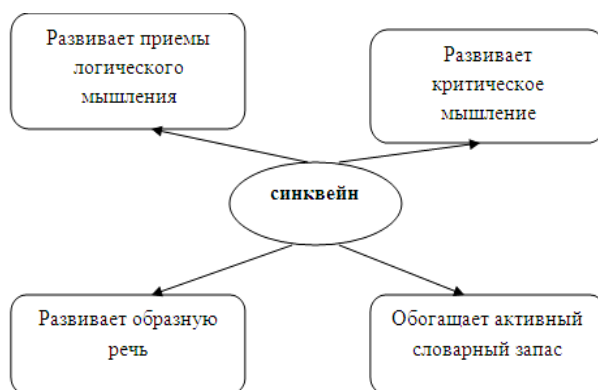 Развивает приемы
логического
мышления
Развивает
критическое
мышление
синквейн
Развивает образную
речь
Обогащает активный
словарный запас